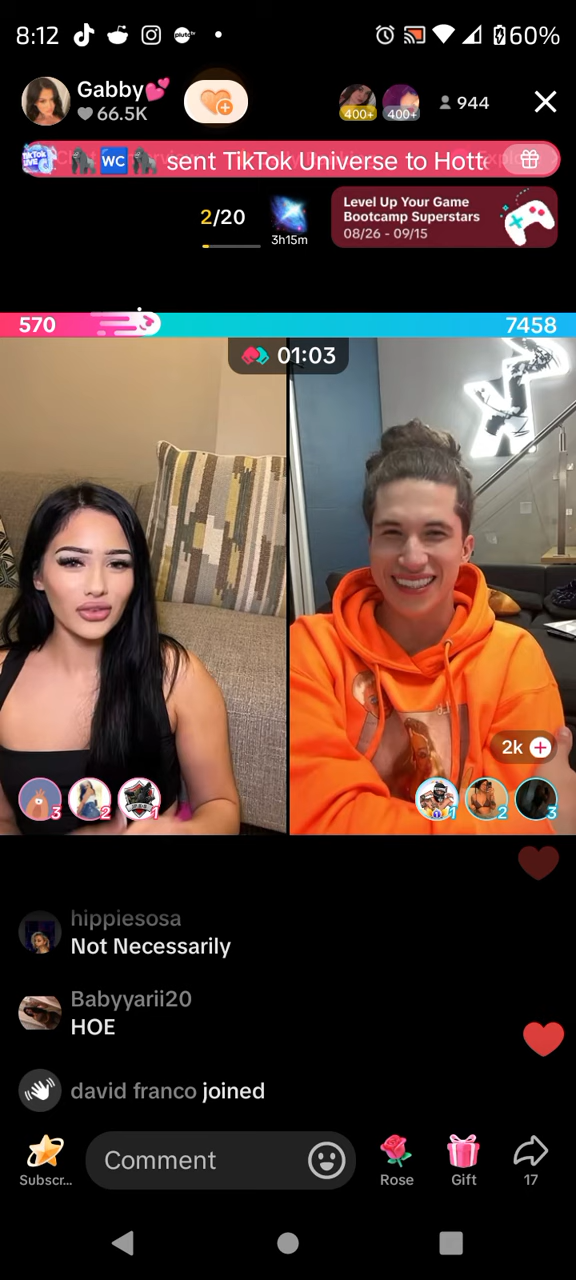 8:12
60%
Gabby💕
66.5K
400+
400+
944
WC sent TikTok Universe to Hott
2/20
3h15m
Level Up Your Game
Bootcamp Superstars
08/26 - 09/15
570
7458
01:03
2k +
3
2
1
1
2
3
hippiesosa
Not Necessarily
Babyyarii20
HOE
david franco joined
Subscr...
Comment
Rose
Gift
17